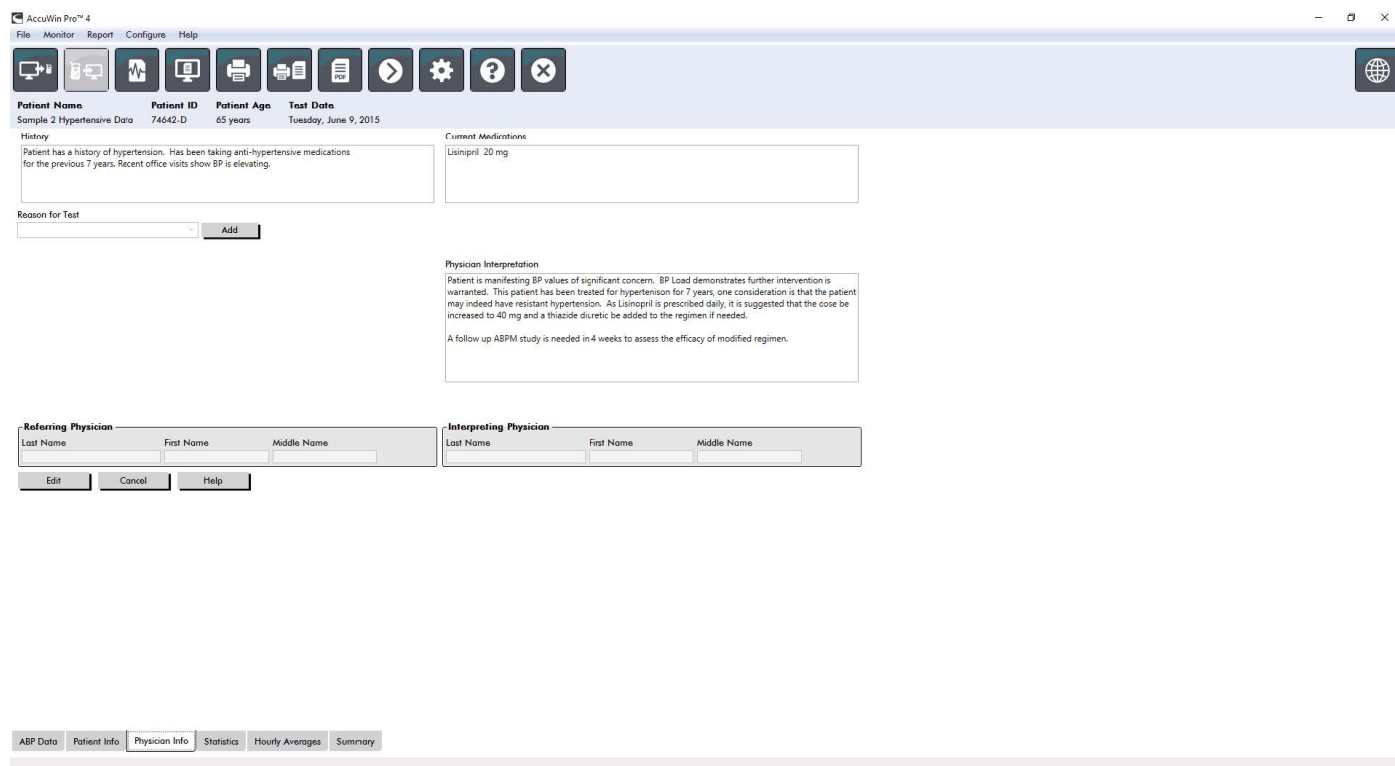 AccuWin Pro™ 4
File Monitor Report Configure Help
PDF
Patient Name Patient ID Patient Age Test Date
Sample 2 Hypertensive Data 74642-D 65 years Tuesday, June 9, 2015
History
Patient has a history of hypertension. Has been taking anti-hypertensive medications
for the previous 7 years. Recent office visits show BP is elevating.
Current Medications
Lisinipril 20 mg
Reason for Test
Add
Physician Interpretation
Patient is manifesting BP values of significant concern. BP Load demonstrates further intervention is
warranted. This patient has been treated for hypertenison for 7 years, one consideration is that the patient
may indeed have resistant hypertension. As Lisinopril is prescribed daily, it is suggested that the dose be
increased to 40 mg and a thiazide diuretic be added to the regimen if needed.
A follow up ABPM study is needed in 4 weeks to assess the efficacy of modified regimen.
Referring Physician
Last Name First Name Middle Name
Interpreting Physician
Last Name First Name Middle Name
Edit Cancel Help
ABP Data Patient Info Physician Info Statistics Hourly Averages Summary